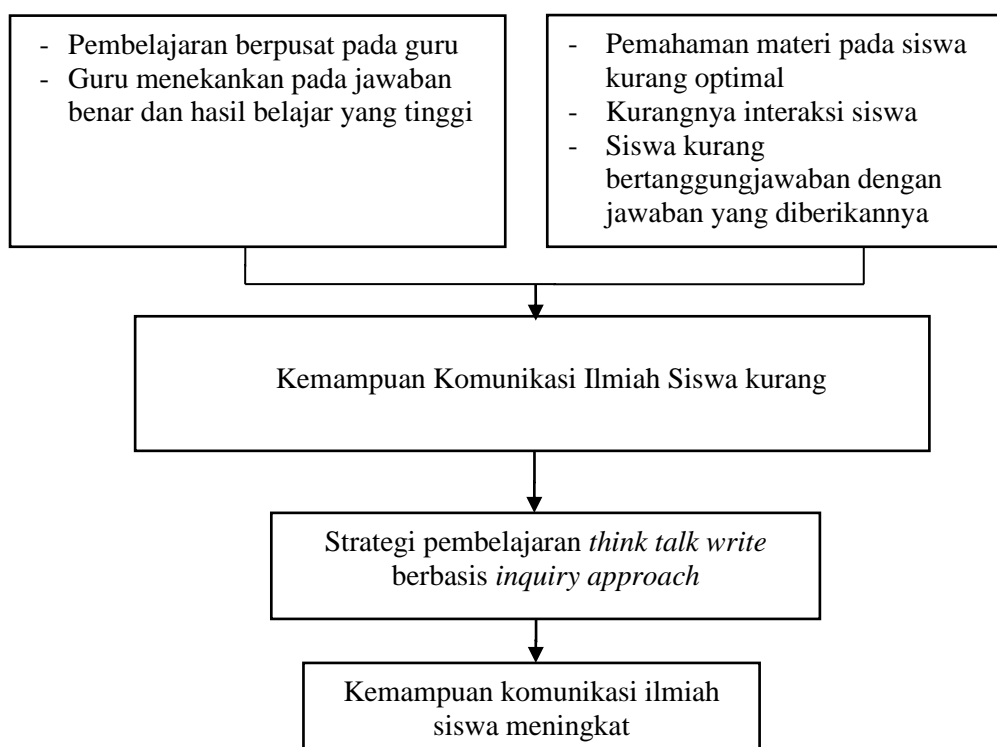 - Pembelajaran berpusat pada guru
- Guru menekankan pada jawaban
benar dan hasil belajar yang tinggi
- Pemahaman materi pada siswa
kurang optimal
- Kurangnya interaksi siswa
- Siswa kurang
bertanggungjawaban dengan
jawaban yang diberikannya
Kemampuan Komunikasi Ilmiah Siswa kurang
Strategi pembelajaran think talk write
berbasis inquiry approach
Kemampuan komunikasi ilmiah
siswa meningkat